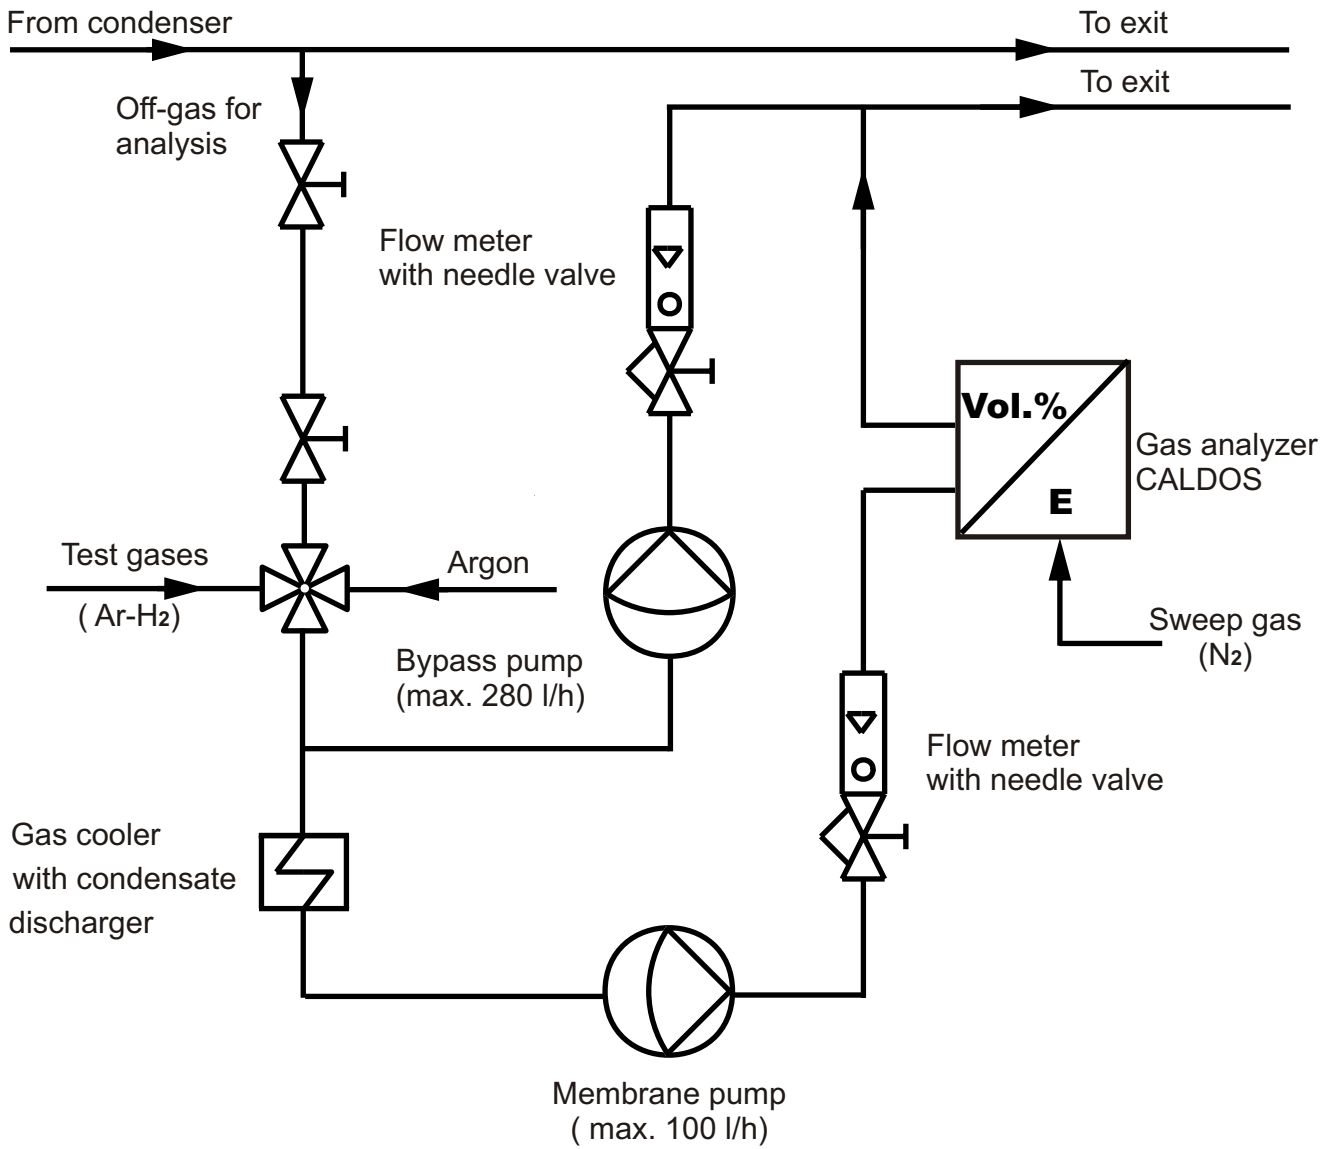 From condenser
To exit
To exit
Off-gas for
analysis
Flow meter
with needle valve
Vol.%
E
Gas analyzer
CALDOS
Test gases
( Ar-H2)
Argon
Sweep gas
(N2)
Bypass pump
(max. 280 l/h)
Flow meter
with needle valve
Gas cooler
with condensate
discharger
Membrane pump
( max. 100 l/h)